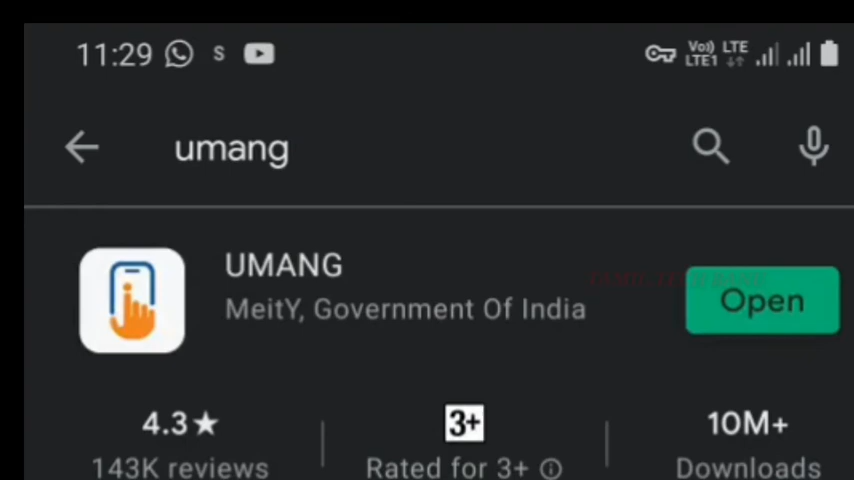 11:29 S Vo)) LTE
LTE1
umang
UMANG
MeitY, Government Of India
Open
4.3★ 3+ 10M+
143K reviews Rated for 3+ Downloads